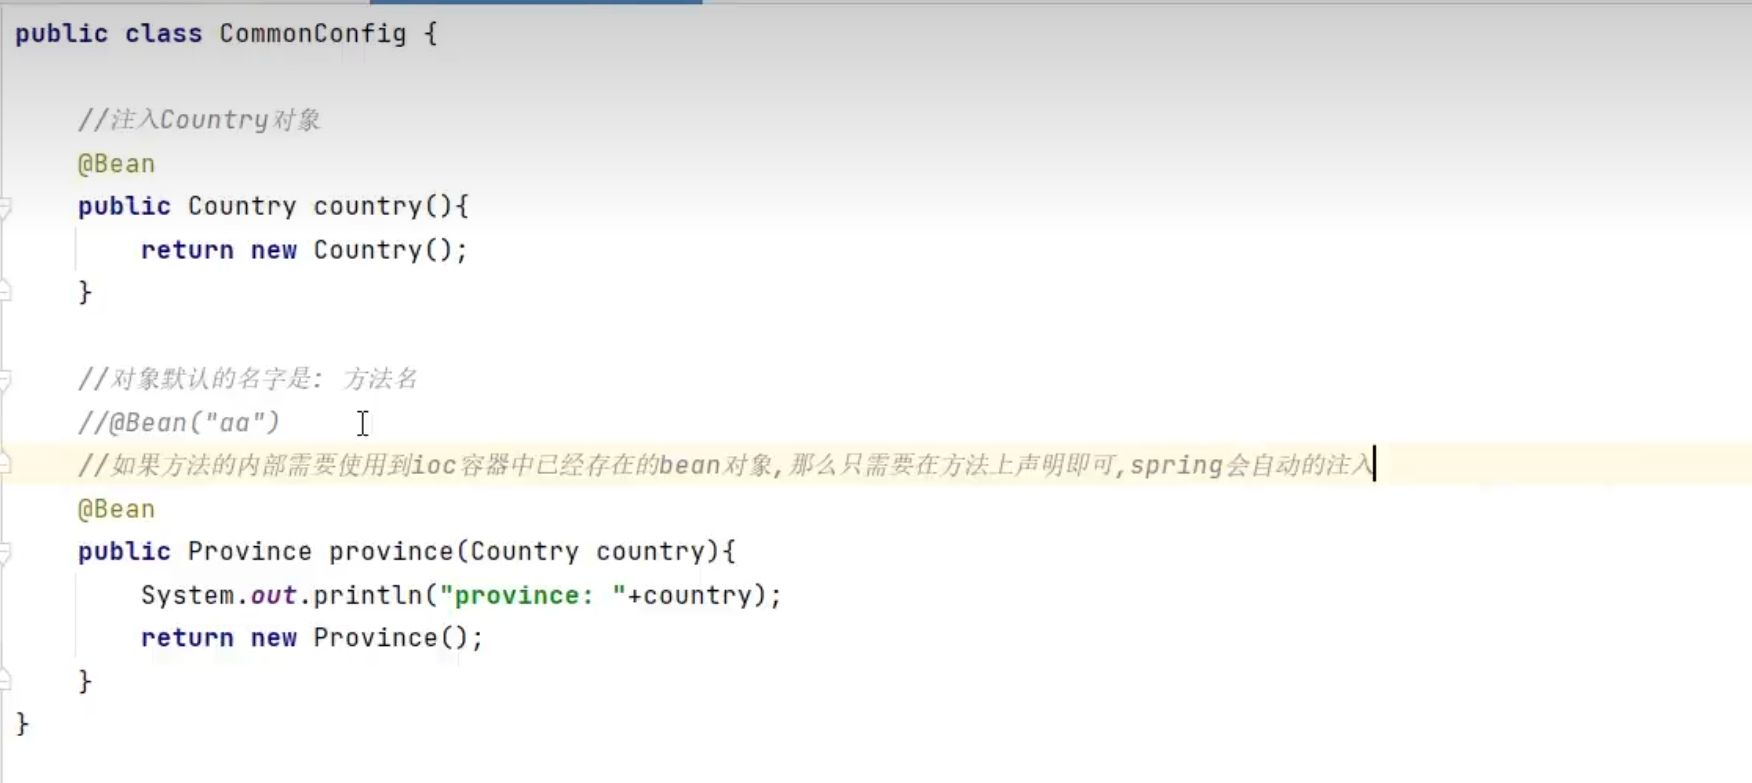 public class CommonConfig {
//注入Country对象
@Bean
public Country country(){
return new Country();
}
//对象默认的名字是: 方法名
//@Bean("aa")
//如果方法的内部需要使用到ioc容器中已经存在的bean对象,那么只需要在方法上声明即可,spring会自动的注入
@Bean
public Province province(Country country){
System.out.println("province: "+country);
return new Province();
}
}